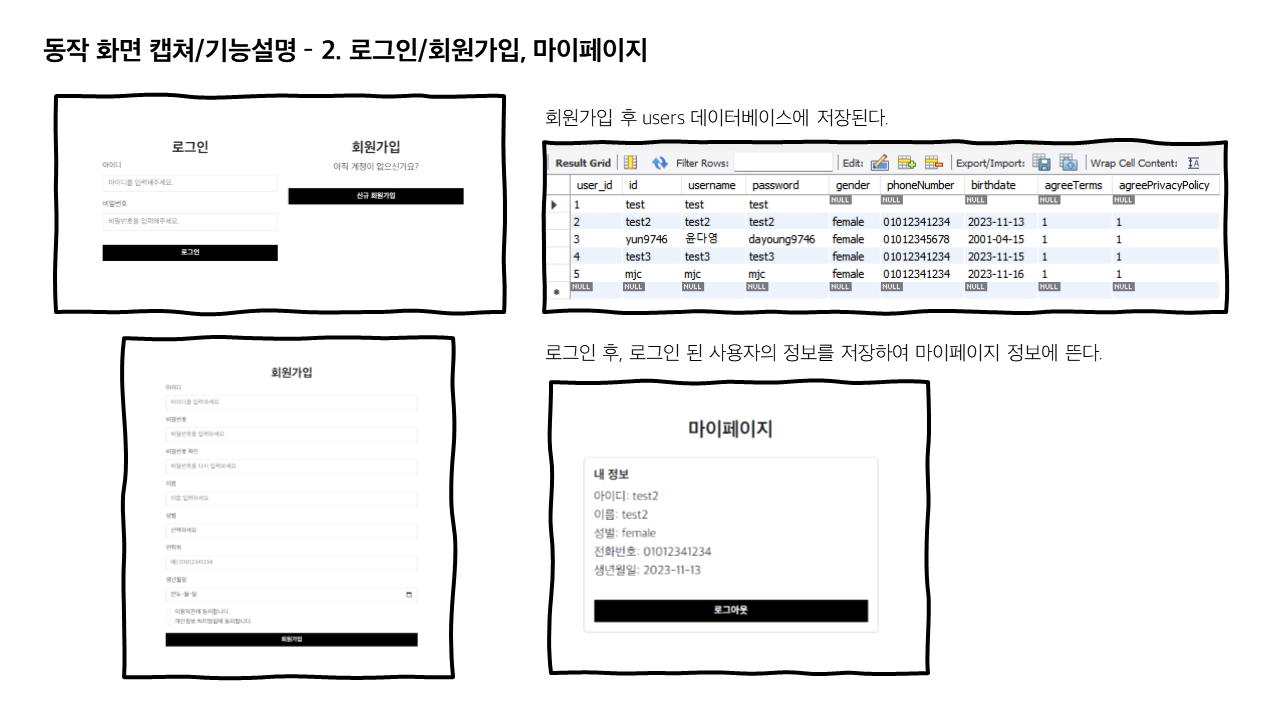 동작 화면 캡쳐/기능설명 - 2. 로그인/회원가입, 마이페이지
로그인
아이디
아이디를 입력해주세요.
비밀번호
비밀번호를 입력해주세요.
로그인
회원가입
아직 계정이 없으신가요?
신규 회원가입
회원가입 후 users 데이터베이스에 저장된다.
Result Grid Filter Rows: Edit: Export/Import: Wrap Cell Content:
user_id id username password gender phoneNumber birthdate agreeTerms agreePrivacyPolicy
1 test test test NULL NULL NULL NULL NULL
2 test2 test2 test2 female 01012341234 2023-11-13 1 1
3 yun9746 윤다영 dayoung9746 female 01012345678 2001-04-15 1 1
4 test3 test3 test3 female 01012341234 2023-11-15 1 1
5 mjc mjc mjc female 01012341234 2023-11-16 1 1
NULL NULL NULL NULL NULL NULL NULL NULL NULL
회원가입
아이디
아이디를 입력하세요
비밀번호
비밀번호를 입력하세요
비밀번호 확인
비밀번호를 다시 입력하세요
이름
이름 입력하세요
성별
선택하세요
연락처
예) 01012341234
생년월일
연도-월-일
이용약관에 동의합니다.
개인정보 처리방침에 동의합니다.
회원가입
로그인 후, 로그인 된 사용자의 정보를 저장하여 마이페이지 정보에 뜬다.
마이페이지
내 정보
아이디: test2
이름: test2
성별: female
전화번호: 01012341234
생년월일: 2023-11-13
로그아웃